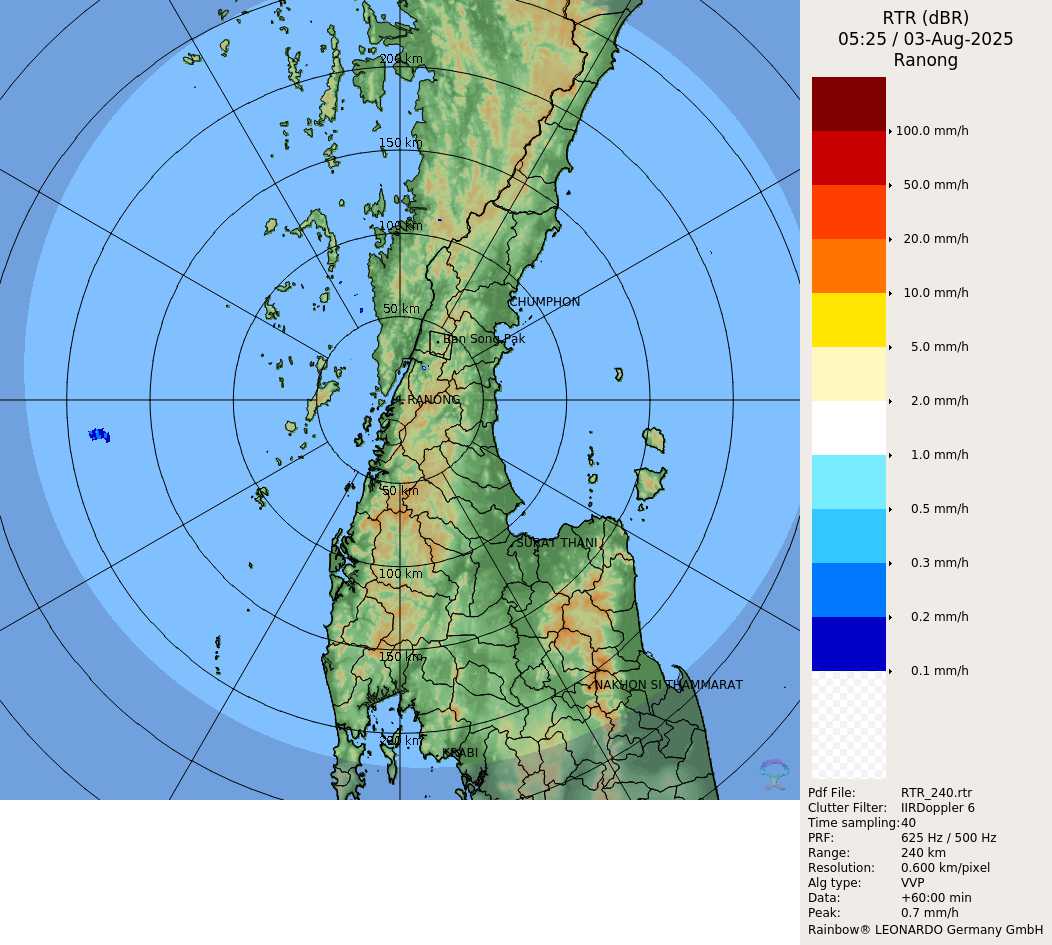 RTR (dBR)
05:25 / 03-Aug-2025
Ranong
200 km
150 km
100 km
50 km
CHUMPHON
Ban Song Pak
RANONG
50 km
SURAT THANI
100 km
150 km
NAKHON SI THAMMARAT
200 km
KRABI
100.0 mm/h
50.0 mm/h
20.0 mm/h
10.0 mm/h
5.0 mm/h
2.0 mm/h
1.0 mm/h
0.5 mm/h
0.3 mm/h
0.2 mm/h
0.1 mm/h
Pdf File: RTR_240.rtr
Clutter Filter: IIRDoppler 6
Time sampling:40
PRF: 625 Hz / 500 Hz
Range: 240 km
Resolution: 0.600 km/pixel
Alg type: VVP
Data: +60:00 min
Peak: 0.7 mm/h
Rainbow® LEONARDO Germany GmbH